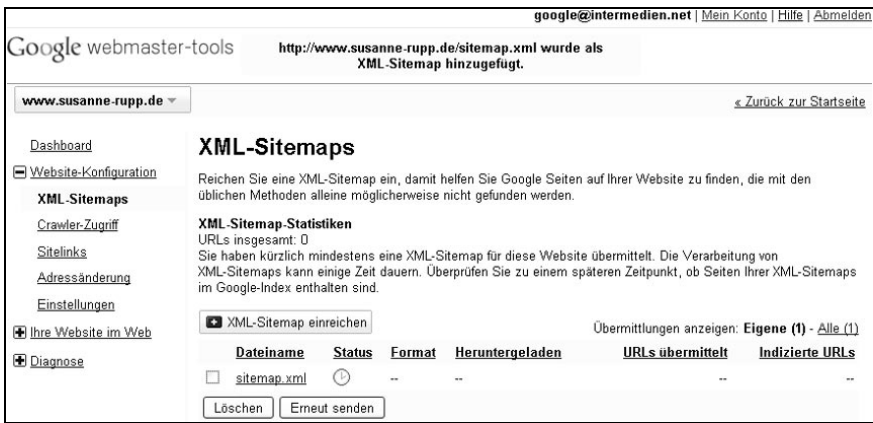 google@intermedien.net | Mein Konto | Hilfe | Abmelden
Google webmaster-tools
http://www.susanne-rupp.de/sitemap.xml wurde als
XML-Sitemap hinzugefügt.
www.susanne-rupp.de
« Zurück zur Startseite
Dashboard
Website-Konfiguration
XML-Sitemaps
Crawler-Zugriff
Sitelinks
Adressänderung
Einstellungen
Ihre Website im Web
Diagnose
XML-Sitemaps
Reichen Sie eine XML-Sitemap ein, damit helfen Sie Google Seiten auf Ihrer Website zu finden, die mit den
üblichen Methoden alleine möglicherweise nicht gefunden werden.
XML-Sitemap-Statistiken
URLs insgesamt: 0
Sie haben kürzlich mindestens eine XML-Sitemap für diese Website übermittelt. Die Verarbeitung von
XML-Sitemaps kann einige Zeit dauern. Überprüfen Sie zu einem späteren Zeitpunkt, ob Seiten Ihrer XML-Sitemaps
im Google-Index enthalten sind.
XML-Sitemap einreichen
Übermittlungen anzeigen: Eigene (1) - Alle (1)
Dateiname Status Format Heruntergeladen URLs übermittelt Indizierte URLs
sitemap.xml -- -- -- --
Löschen Erneut senden